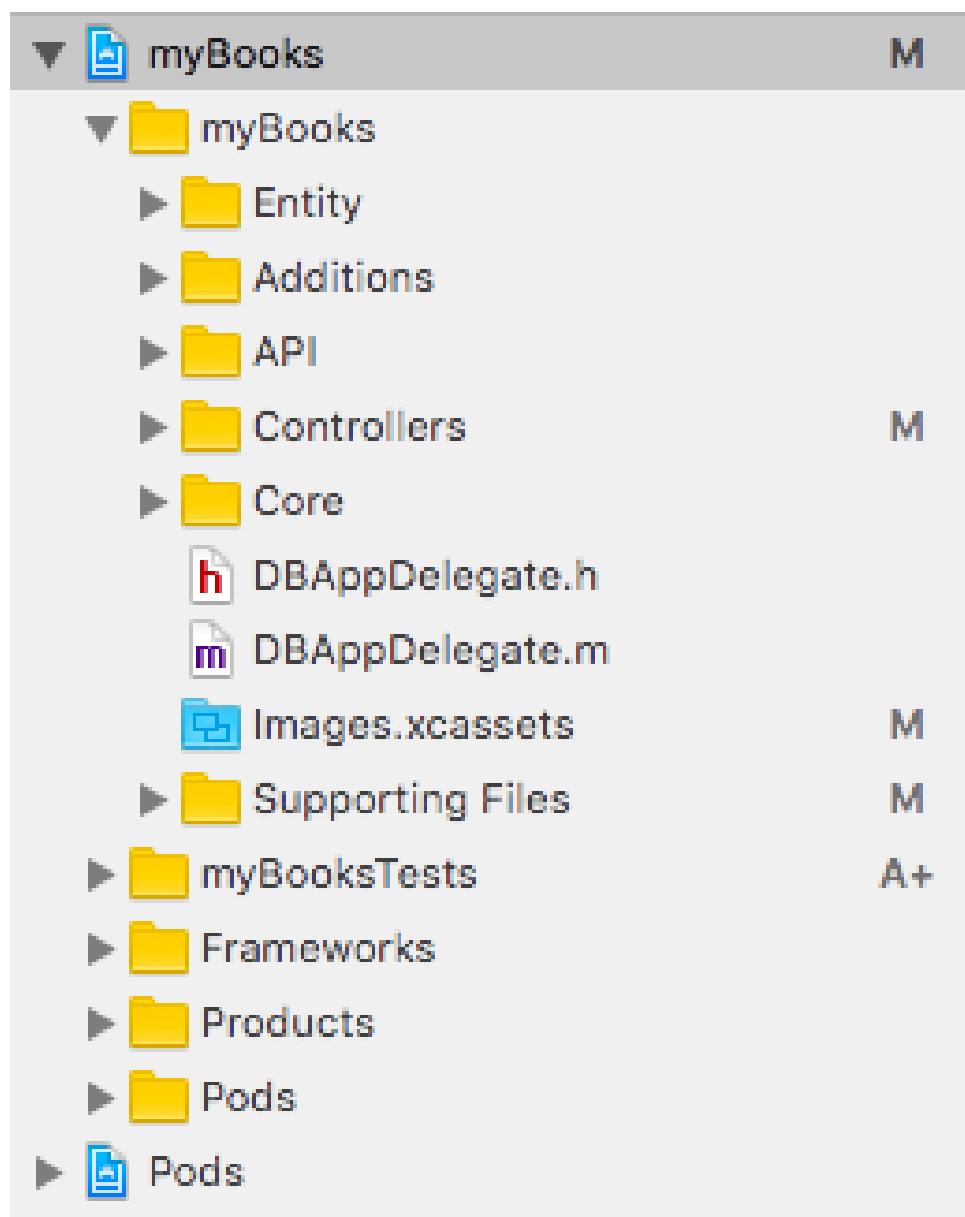 myBooks M
myBooks
Entity
Additions
API
Controllers M
Core
h DBAppDelegate.h
m DBAppDelegate.m
Images.xcassets M
Supporting Files M
myBooksTests A+
Frameworks
Products
Pods
Pods